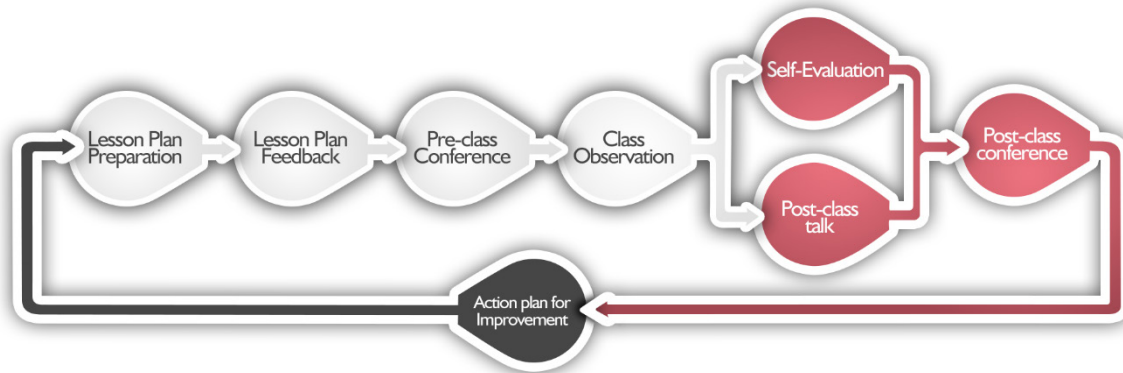 Lesson Plan
Preparation
Lesson Plan
Feedback
Pre-class
Conference
Class
Observation
Self-Evaluation
Post-class
talk
Post-class
conference
Action plan for
Improvement